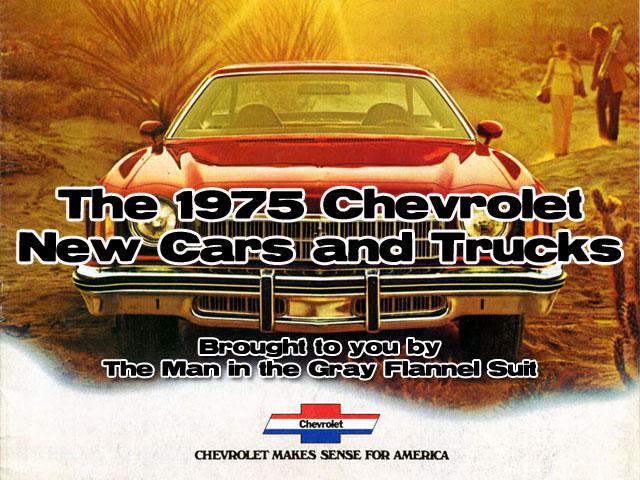 The 1975 Chevrolet
New Cars and Trucks
Brought to you by
The Man in the Gray Flannel Suit
Chevrolet
CHEVROLET MAKES SENSE FOR AMERICA